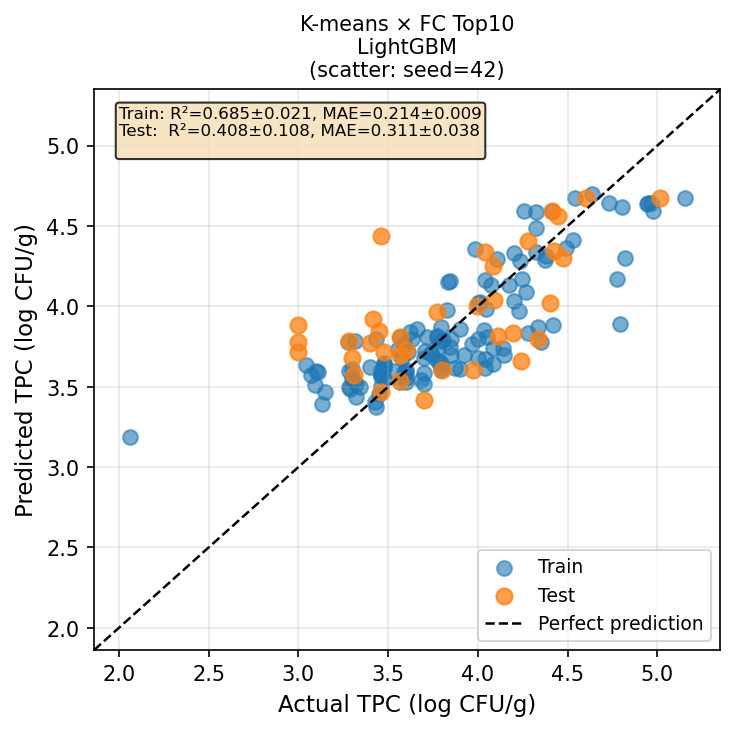 K-means × FC Top10
LightGBM
(scatter: seed=42)
Train: R²=0.685±0.021, MAE=0.214±0.009
Test:  R²=0.408±0.108, MAE=0.311±0.038
Predicted TPC (log CFU/g)
5.0
4.5
4.0
3.5
3.0
2.5
2.0
Train
Test
Perfect prediction
2.0 2.5 3.0 3.5 4.0 4.5 5.0
Actual TPC (log CFU/g)